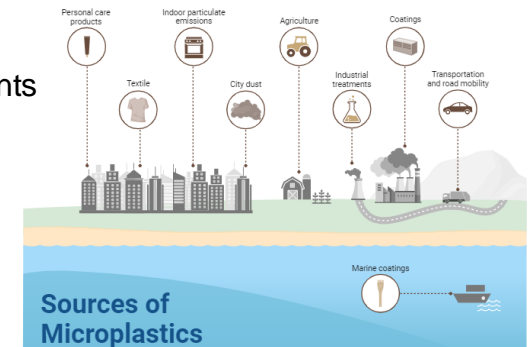 Personal care
products
Indoor particulate
emissions
Agriculture
Coatings
nts
Textile
City dust
Industrial
treatments
Transportation
and road mobility
Marine coatings
Sources of
Microplastics